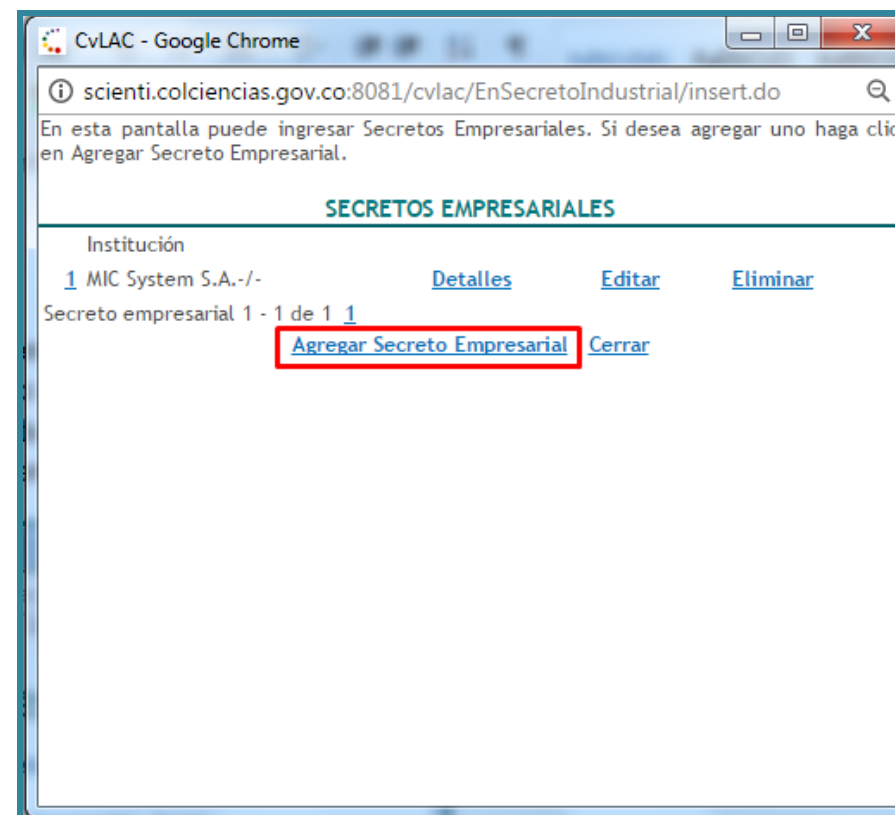 CvLAC - Google Chrome
scienti.colciencias.gov.co:8081/cvlac/EnSecretoIndustrial/insert.do
En esta pantalla puede ingresar Secretos Empresariales. Si desea agregar uno haga clic
en Agregar Secreto Empresarial.
SECRETOS EMPRESARIALES
Institución
1 MIC System S.A.-/- Detalles Editar Eliminar
Secreto empresarial 1 - 1 de 1 1
Agregar Secreto Empresarial Cerrar